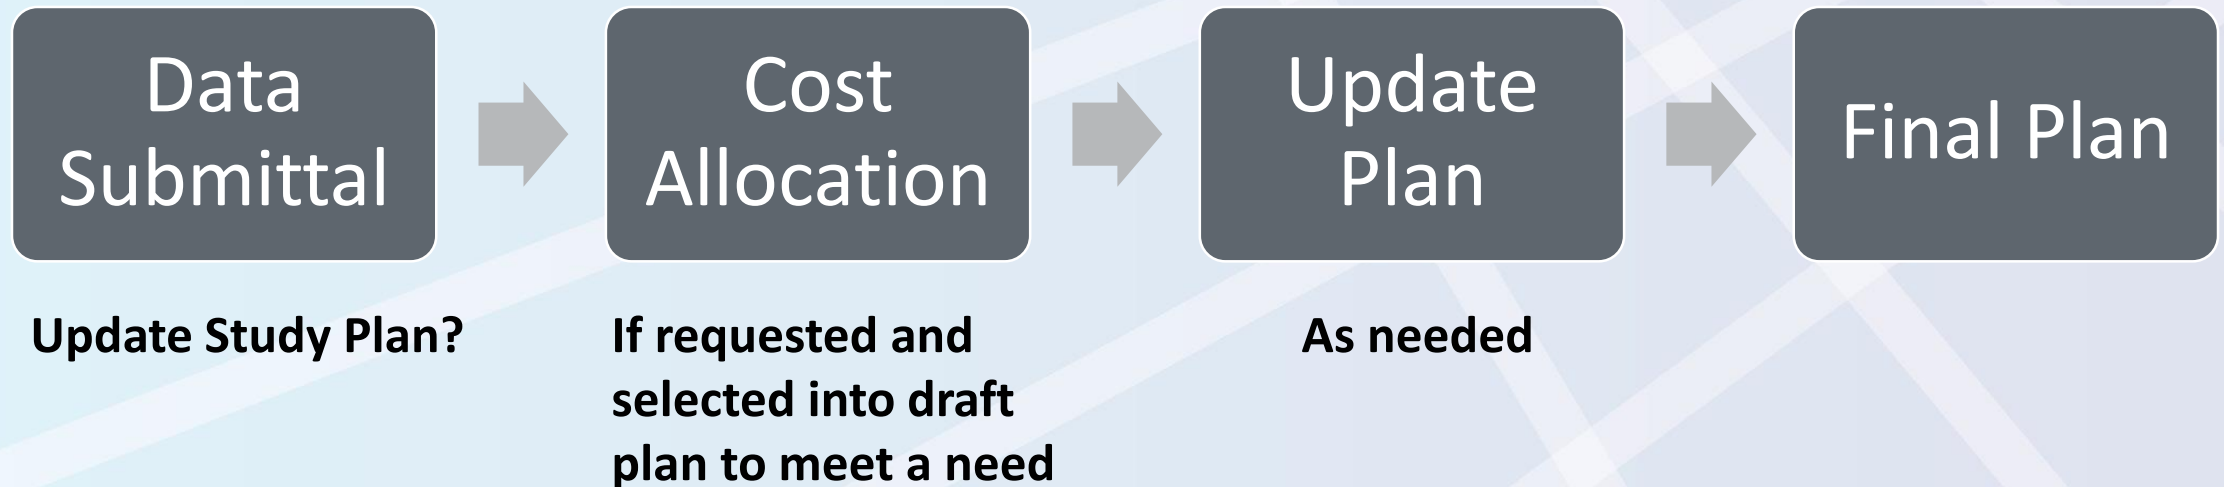 Data
Submittal
Cost
Allocation
Update
Plan
Final Plan
Update Study Plan?
If requested and
selected into draft
plan to meet a need
As needed